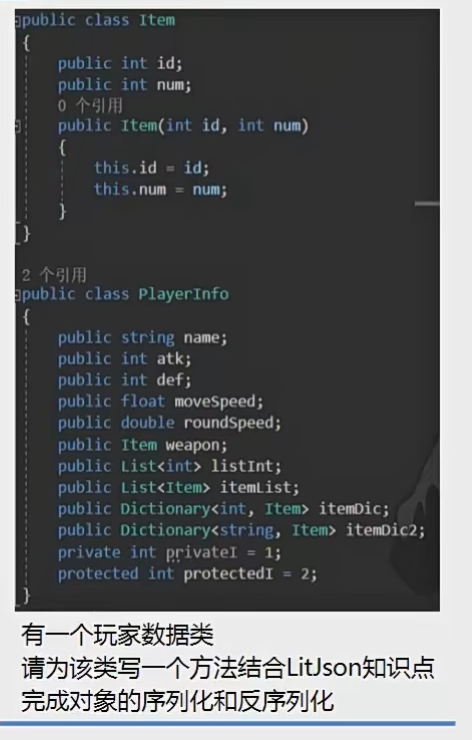 public class Item
{
public int id;
public int num;
0 个引用
public Item(int id, int num)
{
this.id = id;
this.num = num;
}
}
2 个引用
public class PlayerInfo
{
public string name;
public int atk;
public int def;
public float moveSpeed;
public double roundSpeed;
public Item weapon;
public List<int> listInt;
public List<Item> itemList;
public Dictionary<int, Item> itemDic;
public Dictionary<string, Item> itemDic2;
private int privateI = 1;
protected int protectedI = 2;
}
有一个玩家数据类
请为该类写一个方法结合LitJson知识点
完成对象的序列化和反序列化